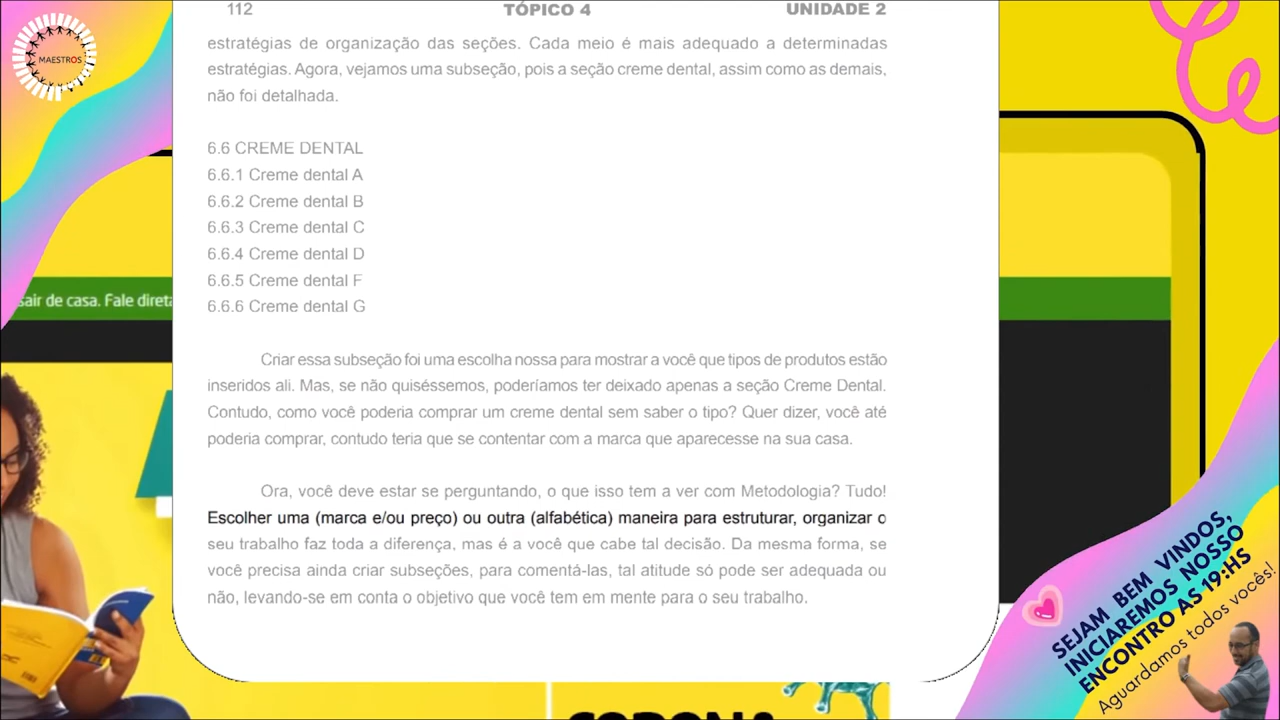 MAESTROS
112 TÓPICO 4 UNIDADE 2
estratégias de organização das seções. Cada meio é mais adequado a determinadas
estratégias. Agora, vejamos uma subseção, pois a seção creme dental, assim como as demais,
não foi detalhada.
6.6 CREME DENTAL
6.6.1 Creme dental A
6.6.2 Creme dental B
6.6.3 Creme dental C
6.6.4 Creme dental D
6.6.5 Creme dental F
6.6.6 Creme dental G
Criar essa subseção foi uma escolha nossa para mostrar a você que tipos de produtos estão
inseridos ali. Mas, se não quiséssemos, poderíamos ter deixado apenas a seção Creme Dental.
Contudo, como você poderia comprar um creme dental sem saber o tipo? Quer dizer, você até
poderia comprar, contudo teria que se contentar com a marca que aparecesse na sua casa.
Ora, você deve estar se perguntando, o que isso tem a ver com Metodologia? Tudo!
Escolher uma (marca e/ou preço) ou outra (alfabética) maneira para estruturar, organizar o
seu trabalho faz toda a diferença, mas é a você que cabe tal decisão. Da mesma forma, se
você precisa ainda criar subseções, para comentá-las, tal atitude só pode ser adequada ou
não, levando-se em conta o objetivo que você tem em mente para o seu trabalho.
sair de casa. Fale direta
SEJAM BEM VINDOS,
INICIAREMOS NOSSO
ENCONTRO AS 19:HS
Aguardamos todos vocês!